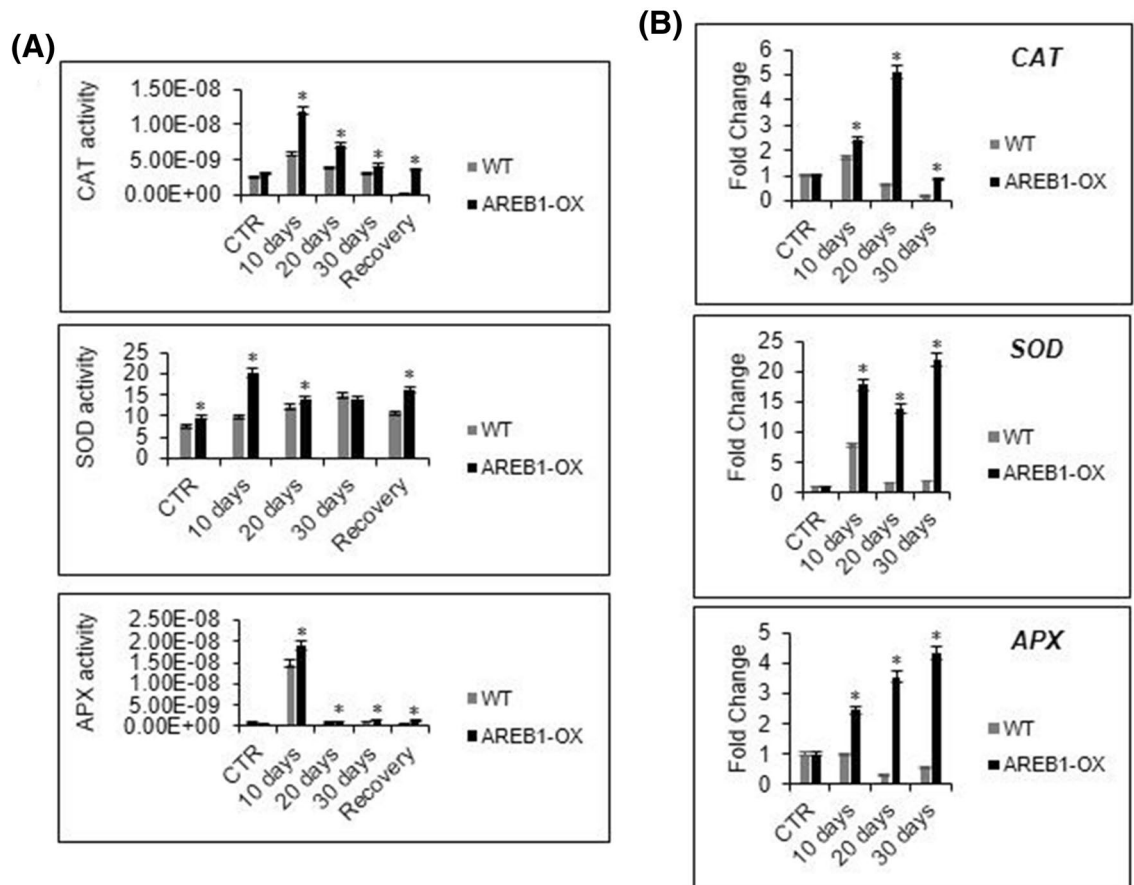 (A)
CAT activity
1.50E-08
1.00E-08
5.00E-09
0.00E+00
*
*
*
*
CTR
10 days
20 days
30 days
Recovery
WT
AREB1-OX
SOD activity
25
20
15
10
5
0
*
*
*
*
CTR
10 days
20 days
30 days
Recovery
WT
AREB1-OX
APX activity
2.50E-08
2.00E-08
1.50E-08
1.00E-08
5.00E-09
0.00E+00
*
*
*
*
CTR
10 days
20 days
30 days
Recovery
WT
AREB1-OX
(B)
CAT
Fold Change
6
5
4
3
2
1
0
*
*
*
CTR
10 days
20 days
30 days
WT
AREB1-OX
SOD
Fold Change
25
20
15
10
5
0
*
*
*
CTR
10 days
20 days
30 days
WT
AREB1-OX
APX
Fold Change
5
4
3
2
1
0
*
*
*
CTR
10 days
20 days
30 days
WT
AREB1-OX